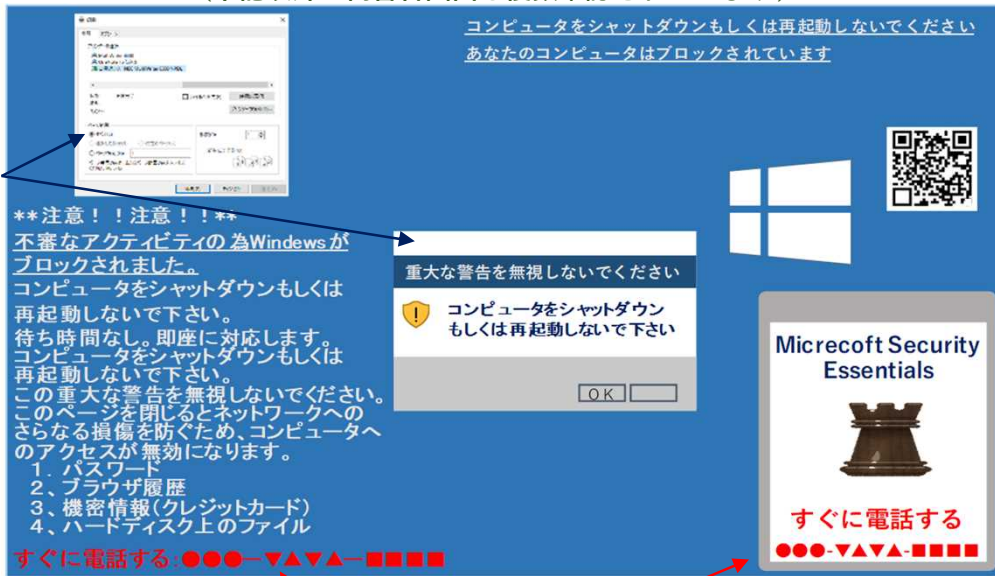 コンピュータをシャットダウンもしくは再起動しないでください
あなたのコンピュータはブロックされています
**注意！！注意！！**
不審なアクティビティの為Windewsが
ブロックされました。
コンピュータをシャットダウンもしくは
再起動しないで下さい。
待ち時間なし。即座に対応します。
コンピュータをシャットダウンもしくは
再起動しないで下さい。
この重大な警告を無視しないでください。
このページを閉じるとネットワークへの
さらなる損傷を防ぐため、コンピュータへ
のアクセスが無効になります。
1. パスワード
2、ブラウザ履歴
3、機密情報(クレジットカード)
4、ハードディスク上のファイル
すぐに電話する:●●●ー▼▲▼▲ー■■■■
重大な警告を無視しないでください
コンピュータをシャットダウン
もしくは再起動しないで下さい
OK
Micrecoft Security
Essentials
すぐに電話する
●●●-▼▲▼▲-■■■■